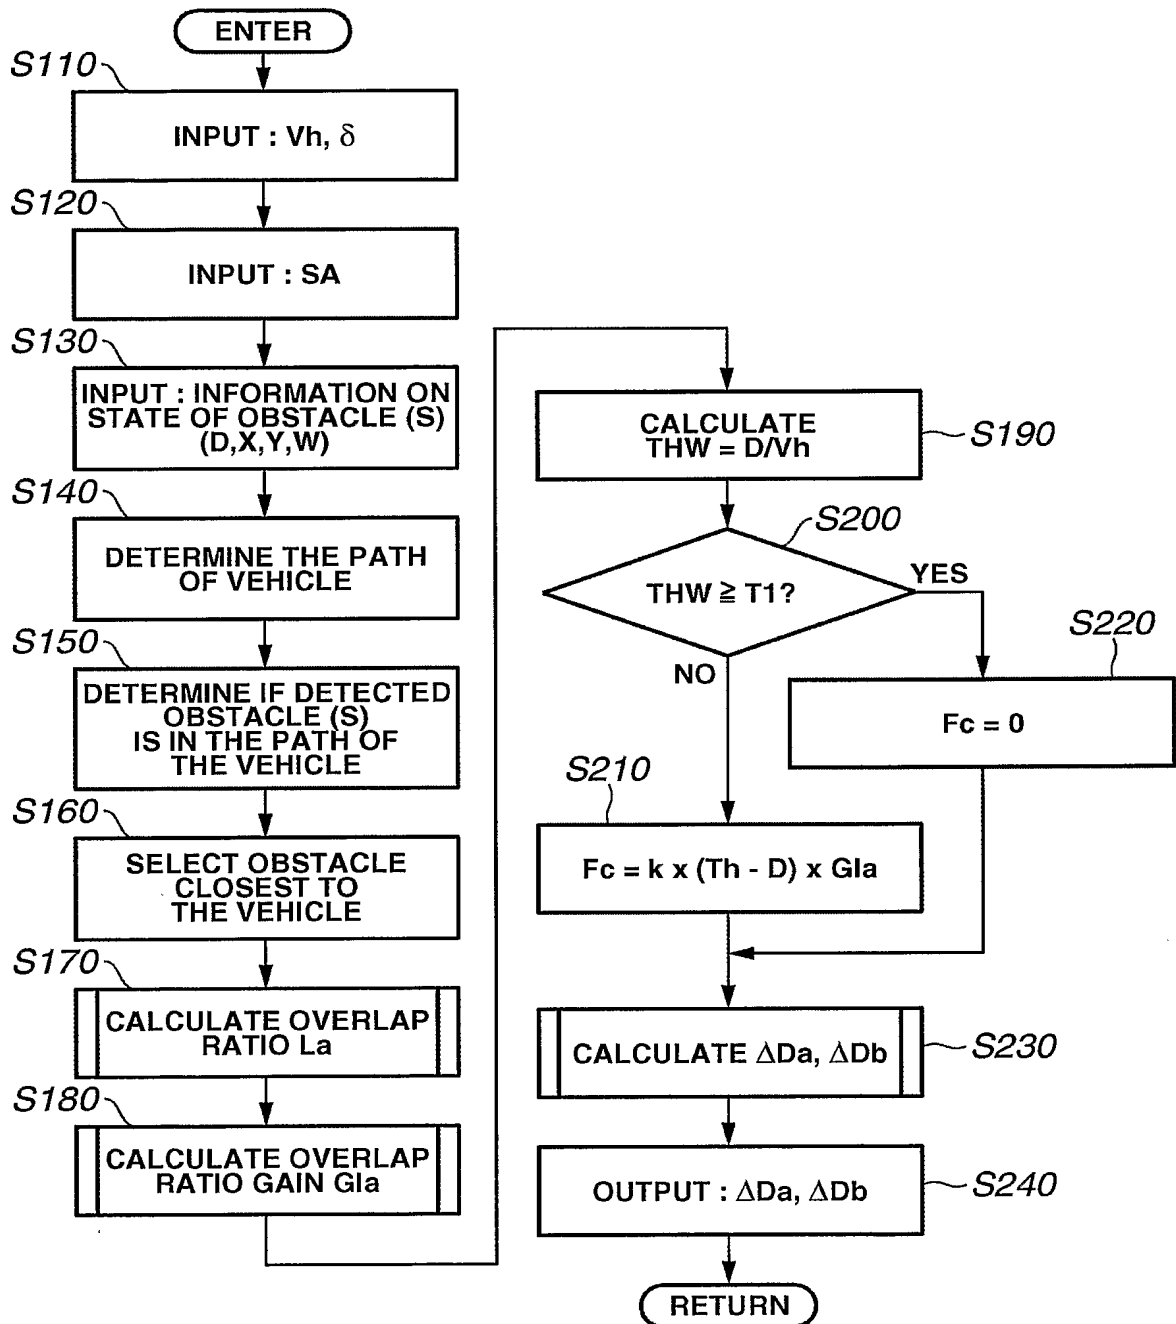 ENTER
S110
INPUT : Vh, δ
S120
INPUT : SA
S130
INPUT : INFORMATION ON
STATE OF OBSTACLE (S)
(D,X,Y,W)
S140
DETERMINE THE PATH
OF VEHICLE
S150
DETERMINE IF DETECTED
OBSTACLE (S)
IS IN THE PATH OF
THE VEHICLE
S160
SELECT OBSTACLE
CLOSEST TO
THE VEHICLE
S170
CALCULATE OVERLAP
RATIO La
S180
CALCULATE OVERLAP
RATIO GAIN Gla
CALCULATE
THW = D/Vh
S190
S200
THW ≧ T1?
YES
NO
S220
Fc = 0
S210
Fc = k x (Th - D) x Gla
CALCULATE ΔDa, ΔDb
S230
OUTPUT : ΔDa, ΔDb
S240
RETURN